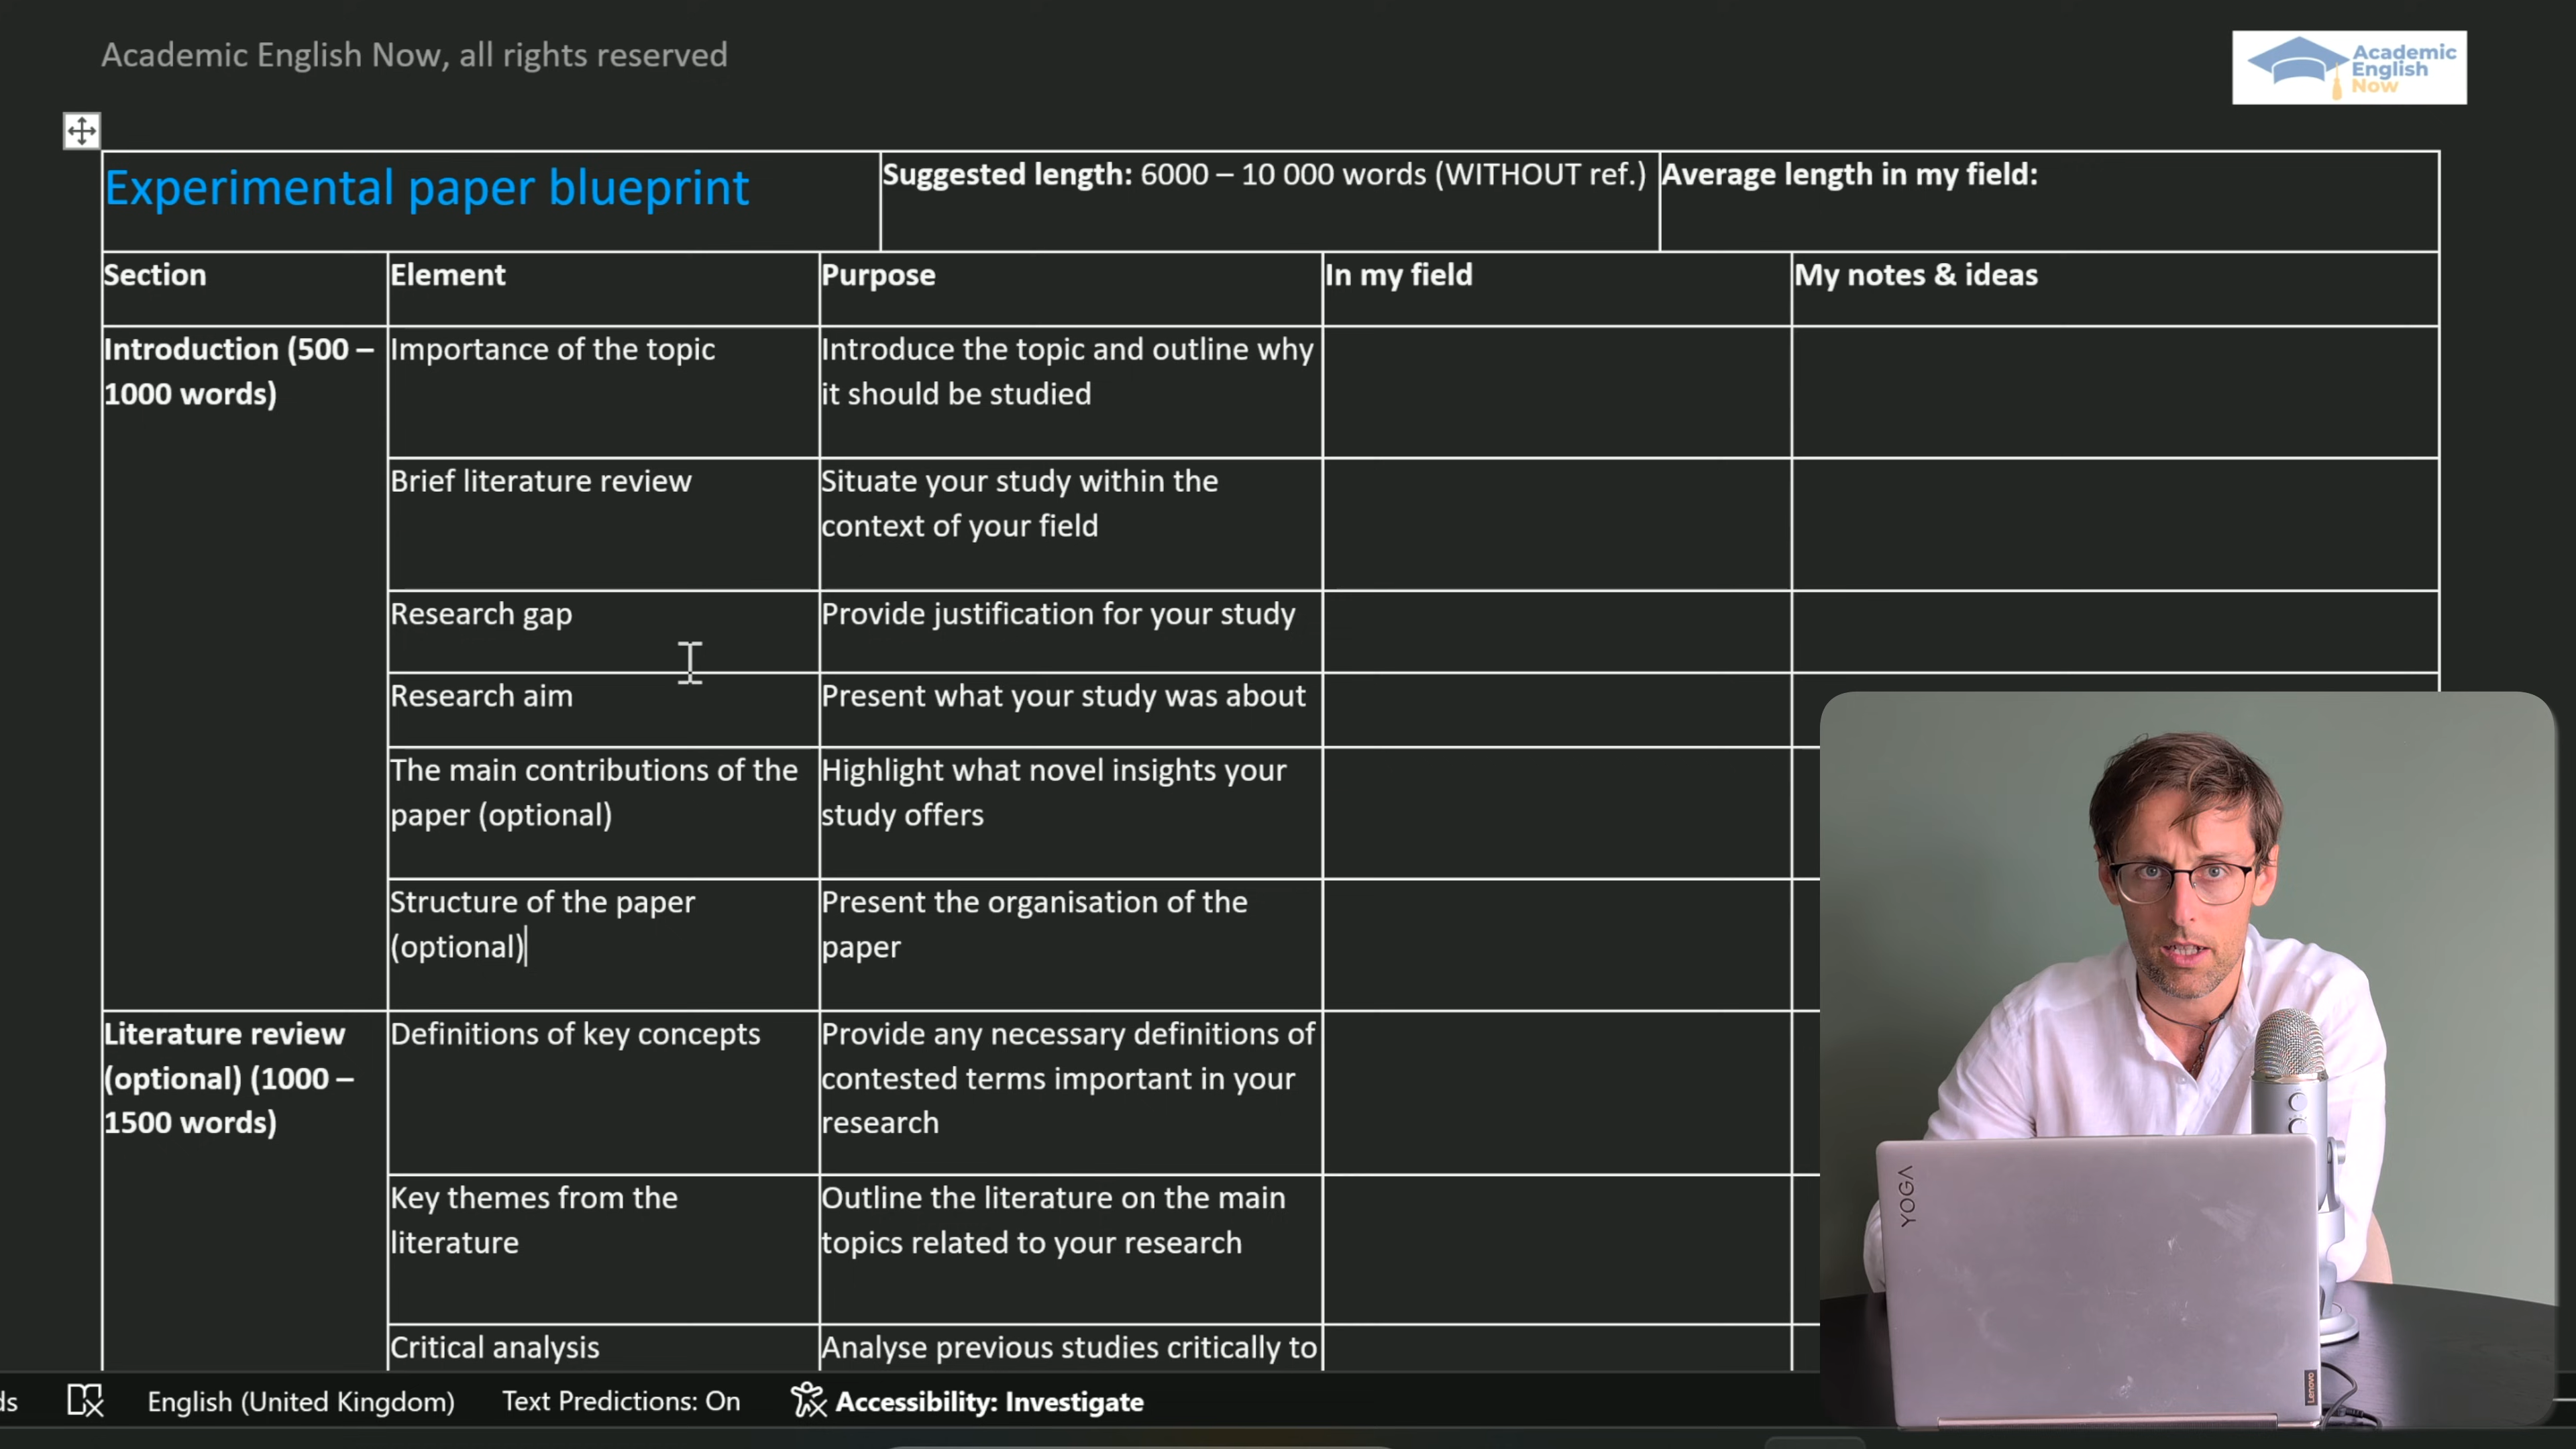 Academic English Now, all rights reserved
Academic
English
Now
Experimental paper blueprint
Suggested length: 6000 – 10 000 words (WITHOUT ref.)
Average length in my field:
Section
Element
Purpose
In my field
My notes & ideas
Introduction (500 –
1000 words)
Importance of the topic
Introduce the topic and outline why
it should be studied
Brief literature review
Situate your study within the
context of your field
Research gap
Provide justification for your study
Research aim
Present what your study was about
The main contributions of the
paper (optional)
Highlight what novel insights your
study offers
Structure of the paper
(optional)
Present the organisation of the
paper
Literature review
(optional) (1000 –
1500 words)
Definitions of key concepts
Provide any necessary definitions of
contested terms important in your
research
Key themes from the
literature
Outline the literature on the main
topics related to your research
Critical analysis
Analyse previous studies critically to
YOGA
Lenovo
English (United Kingdom)
Text Predictions: On
Accessibility: Investigate